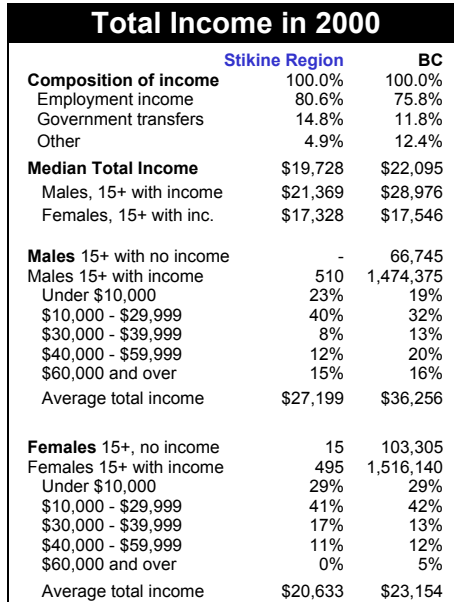 Total Income in 2000
Stikine Region BC
Composition of income 100.0% 100.0%
Employment income 80.6% 75.8%
Government transfers 14.8% 11.8%
Other 4.9% 12.4%
Median Total Income $19,728 $22,095
Males, 15+ with income $21,369 $28,976
Females, 15+ with inc. $17,328 $17,546
Males 15+ with no income - 66,745
Males 15+ with income 510 1,474,375
Under $10,000 23% 19%
$10,000 - $29,999 40% 32%
$30,000 - $39,999 8% 13%
$40,000 - $59,999 12% 20%
$60,000 and over 15% 16%
Average total income $27,199 $36,256
Females 15+, no income 15 103,305
Females 15+ with income 495 1,516,140
Under $10,000 29% 29%
$10,000 - $29,999 41% 42%
$30,000 - $39,999 17% 13%
$40,000 - $59,999 11% 12%
$60,000 and over 0% 5%
Average total income $20,633 $23,154